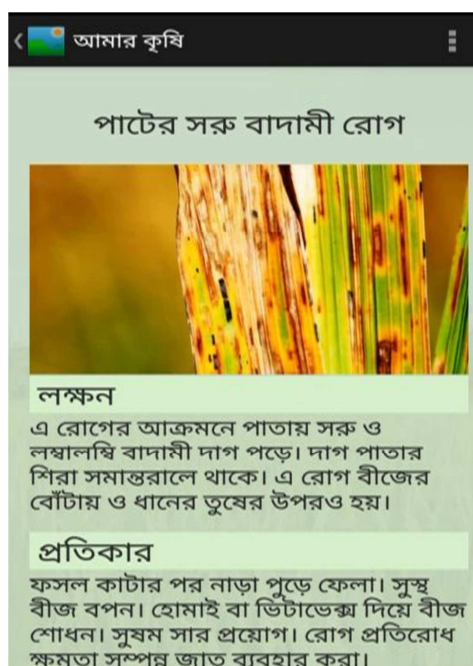 আমার কৃষি
পাটের সরু বাদামী রোগ
লক্ষন
এ রোগের আক্রমনে পাতায় সরু ও
লম্বালম্বি বাদামী দাগ পড়ে। দাগ পাতার
শিরা সমান্তরালে থাকে। এ রোগ বীজের
বোঁটায় ও ধানের তুষের উপরও হয়।
প্রতিকার
ফসল কাটার পর নাড়া পুড়ে ফেলা। সুস্থ
বীজ বপন। হোমাই বা ভিটাভেক্স দিয়ে বীজ
শোধন। সুষম সার প্রয়োগ। রোগ প্রতিরোধ
ক্ষমতা সম্পন্ন জাত ব্যবহার করা।